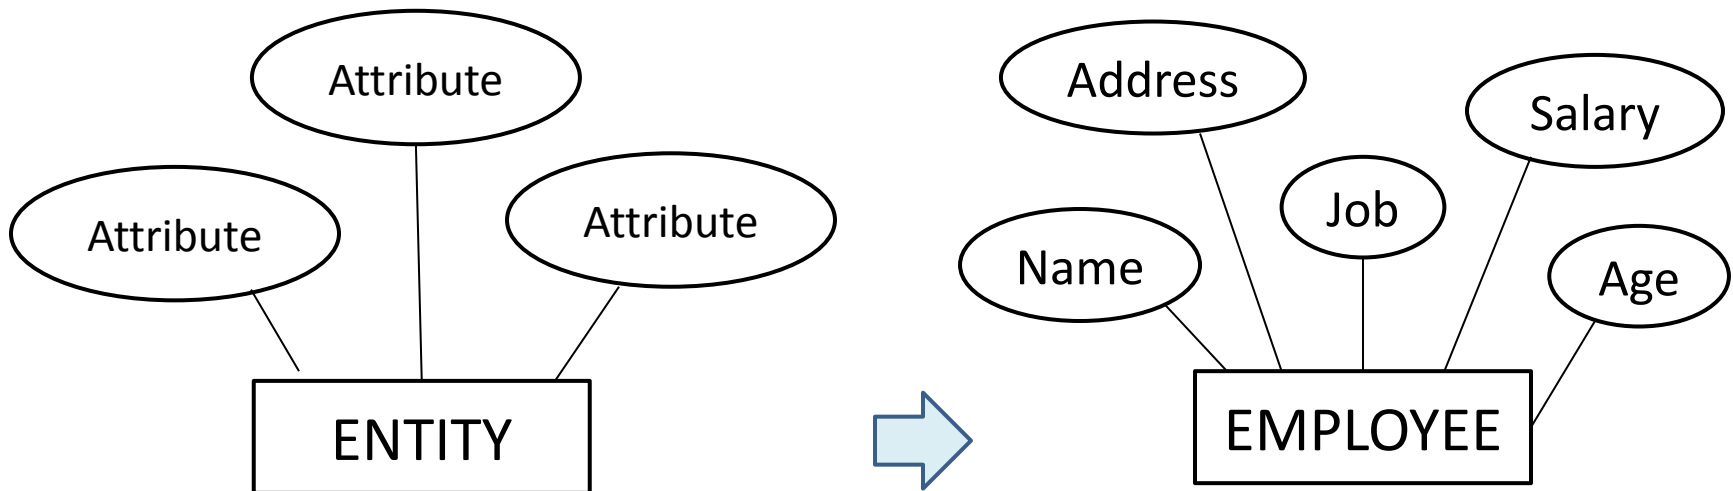 Attribute
Attribute
Attribute
ENTITY
Address
Salary
Job
Name
Age
EMPLOYEE